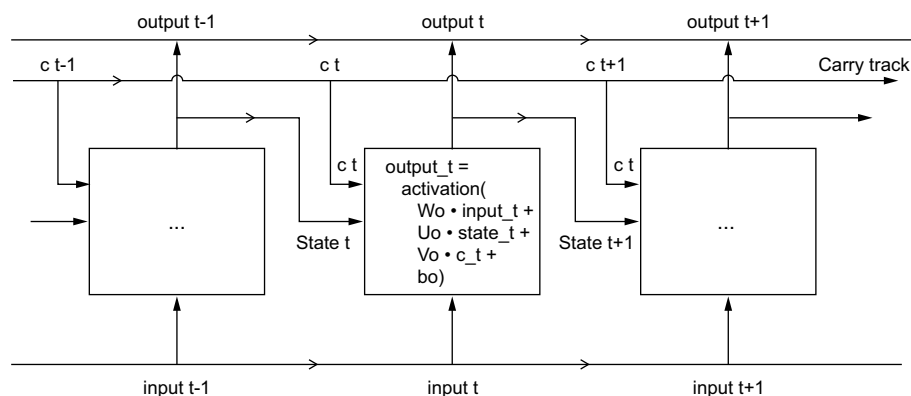 output t-1 output t output t+1
c t-1 c t c t+1 Carry track
c t c t
...
output_t =
activation(
Wo • input_t +
Uo • state_t +
Vo • c_t +
bo)
...
State t State t+1
input t-1 input t input t+1